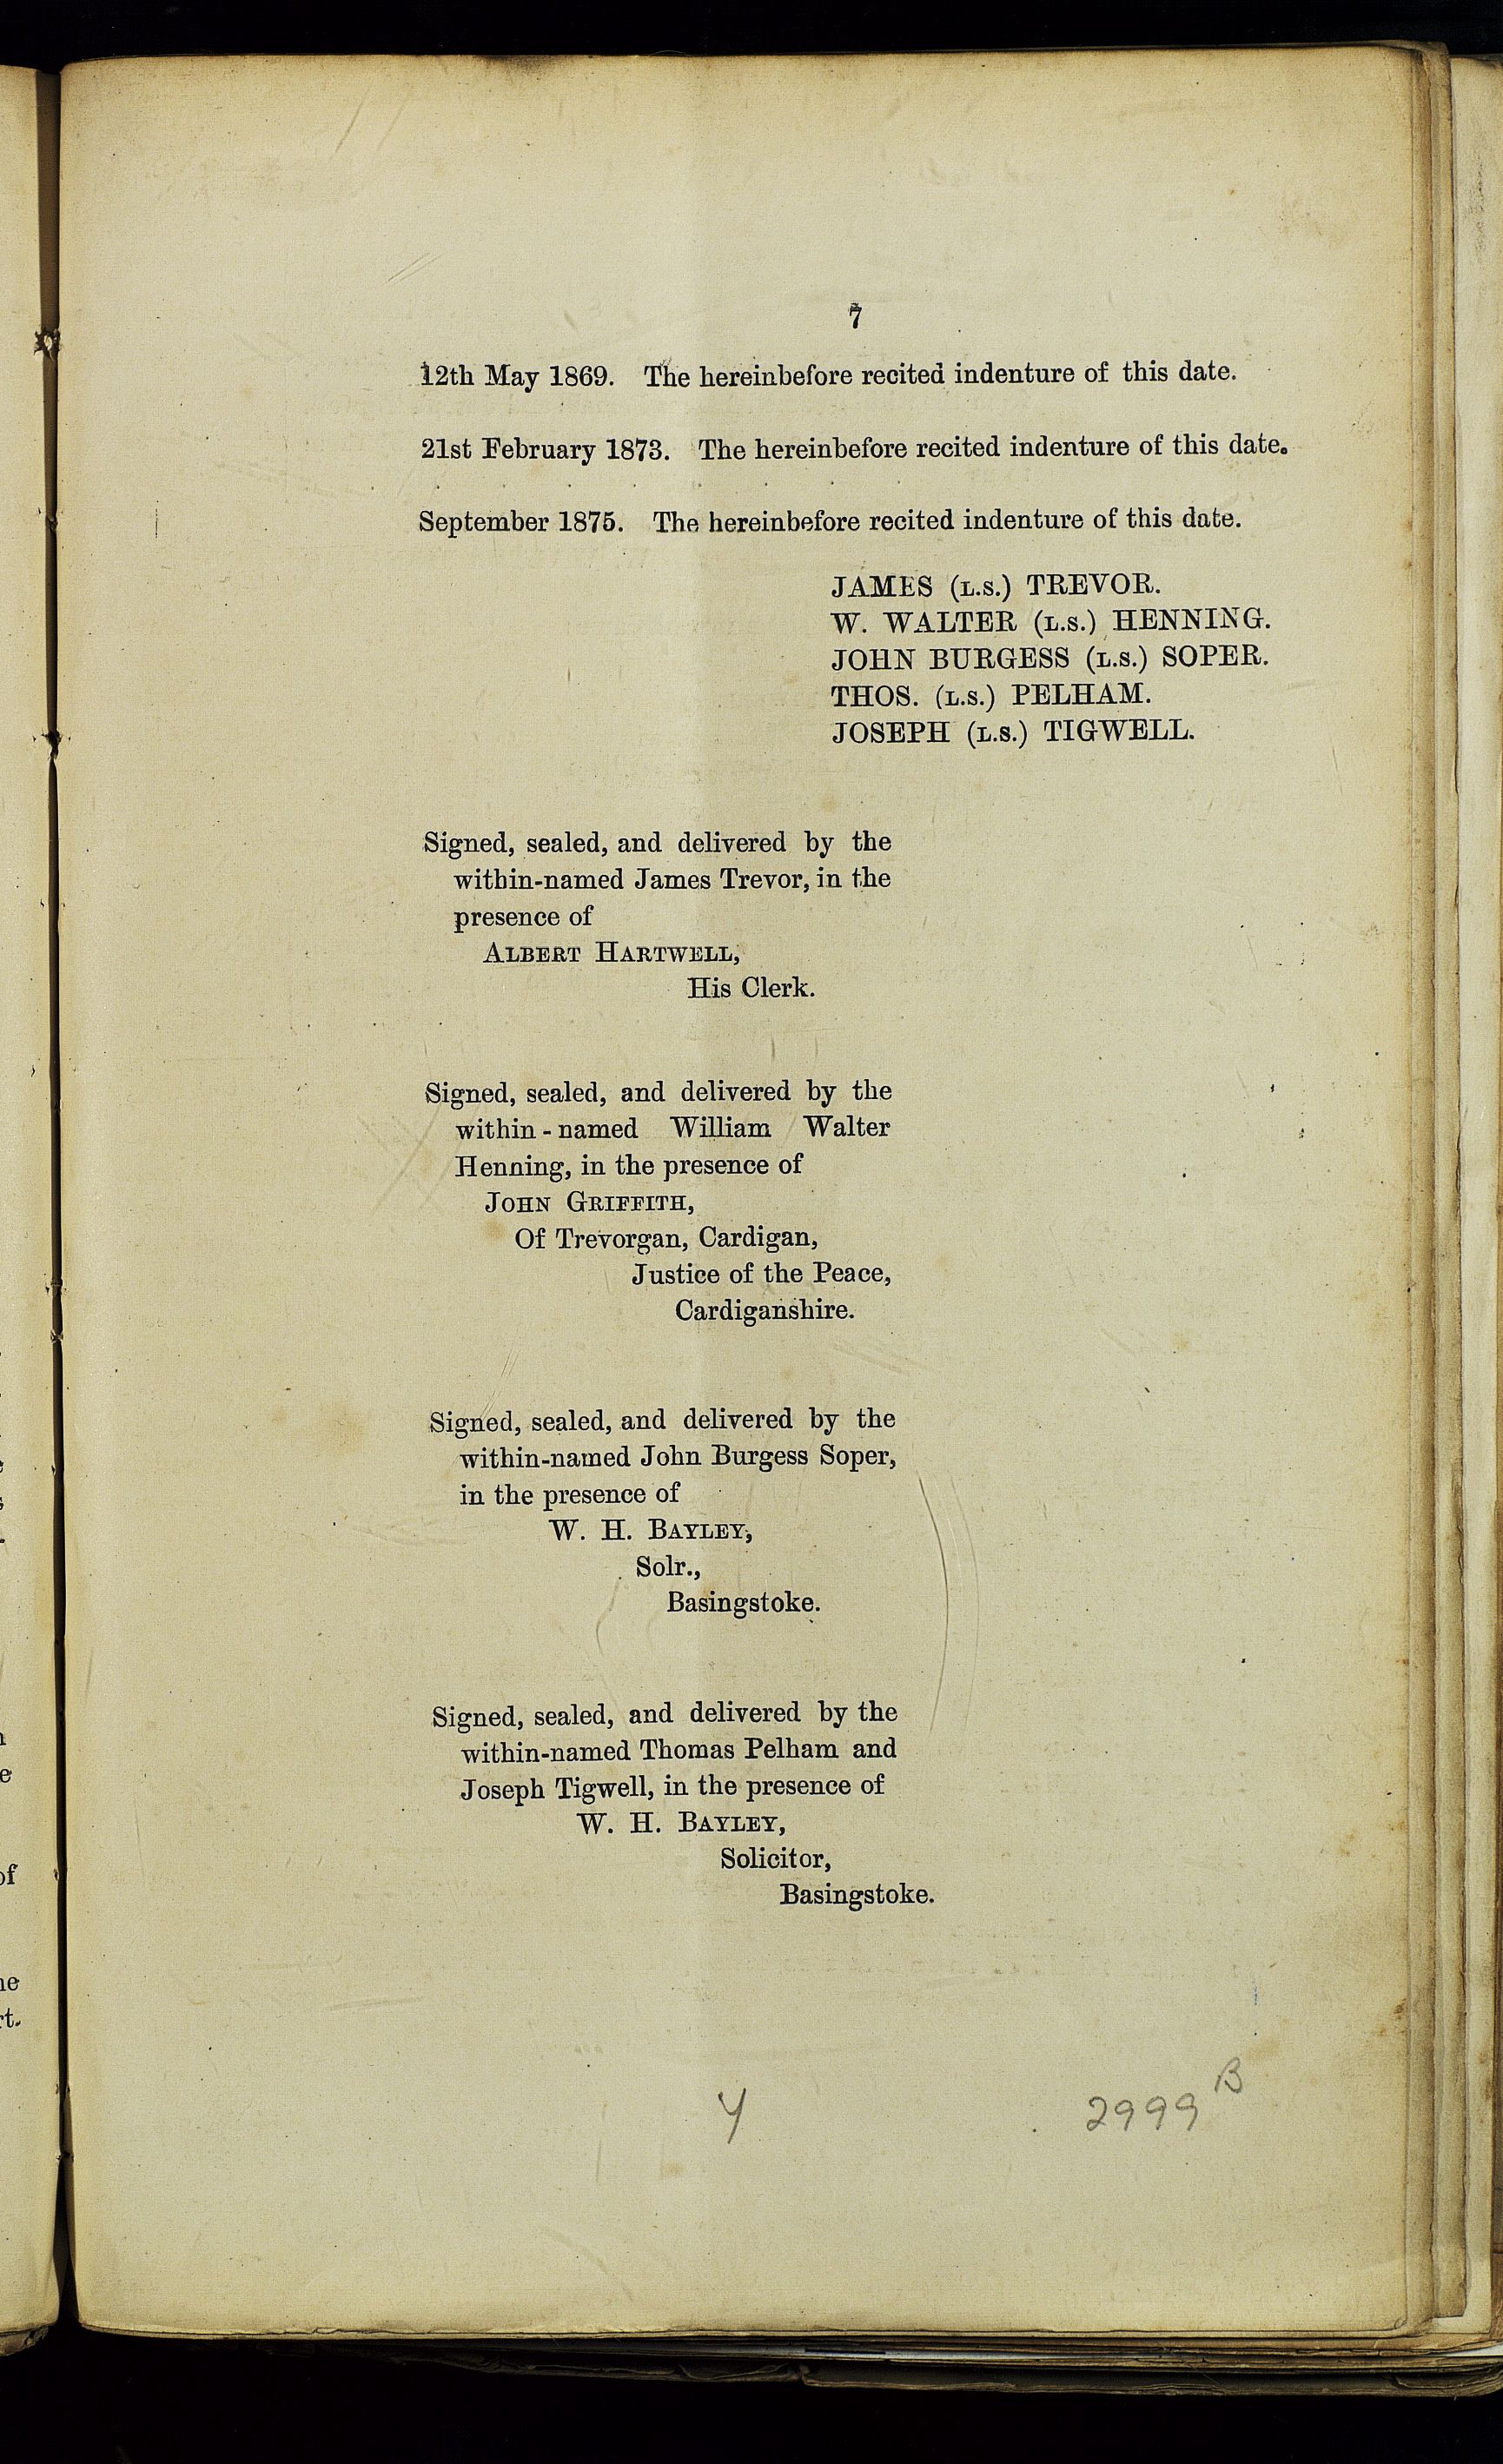 7
12th May 1869. The hereinbefore recited indenture of this date.
21st February 1873. The hereinbefore recited indenture of this date.
September 1875. The hereinbefore recited indenture of this date.
JAMES (L.S.) TREVOR.
W. WALTER (L.S.) HENNING.
JOHN BURGESS (L.S.) SOPER.
THOS. (L.S.) PELHAM.
JOSEPH (L.S.) TIGWELL.
Signed, sealed, and delivered by the
within-named James Trevor, in the
presence of
ALBERT HARTWELL,
His Clerk.
Signed, sealed, and delivered by the
within-named William Walter
Henning, in the presence of
JOHN GRIFFITH,
Of Trevorgan, Cardigan,
Justice of the Peace,
Cardiganshire.
Signed, sealed, and delivered by the
within-named John Burgess Soper,
in the presence of
W. H. BAYLEY,
Solr.,
Basingstoke.
Signed, sealed, and delivered by the
within-named Thomas Pelham and
Joseph Tigwell, in the presence of
W. H. BAYLEY,
Solicitor,
Basingstoke.
2999 B